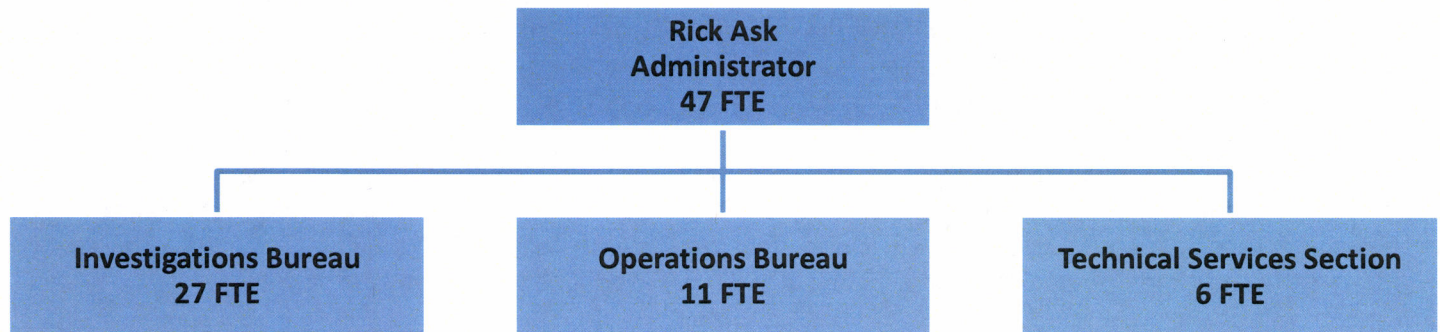 Rick Ask
Administrator
47 FTE
Investigations Bureau
27 FTE
Operations Bureau
11 FTE
Technical Services Section
6 FTE